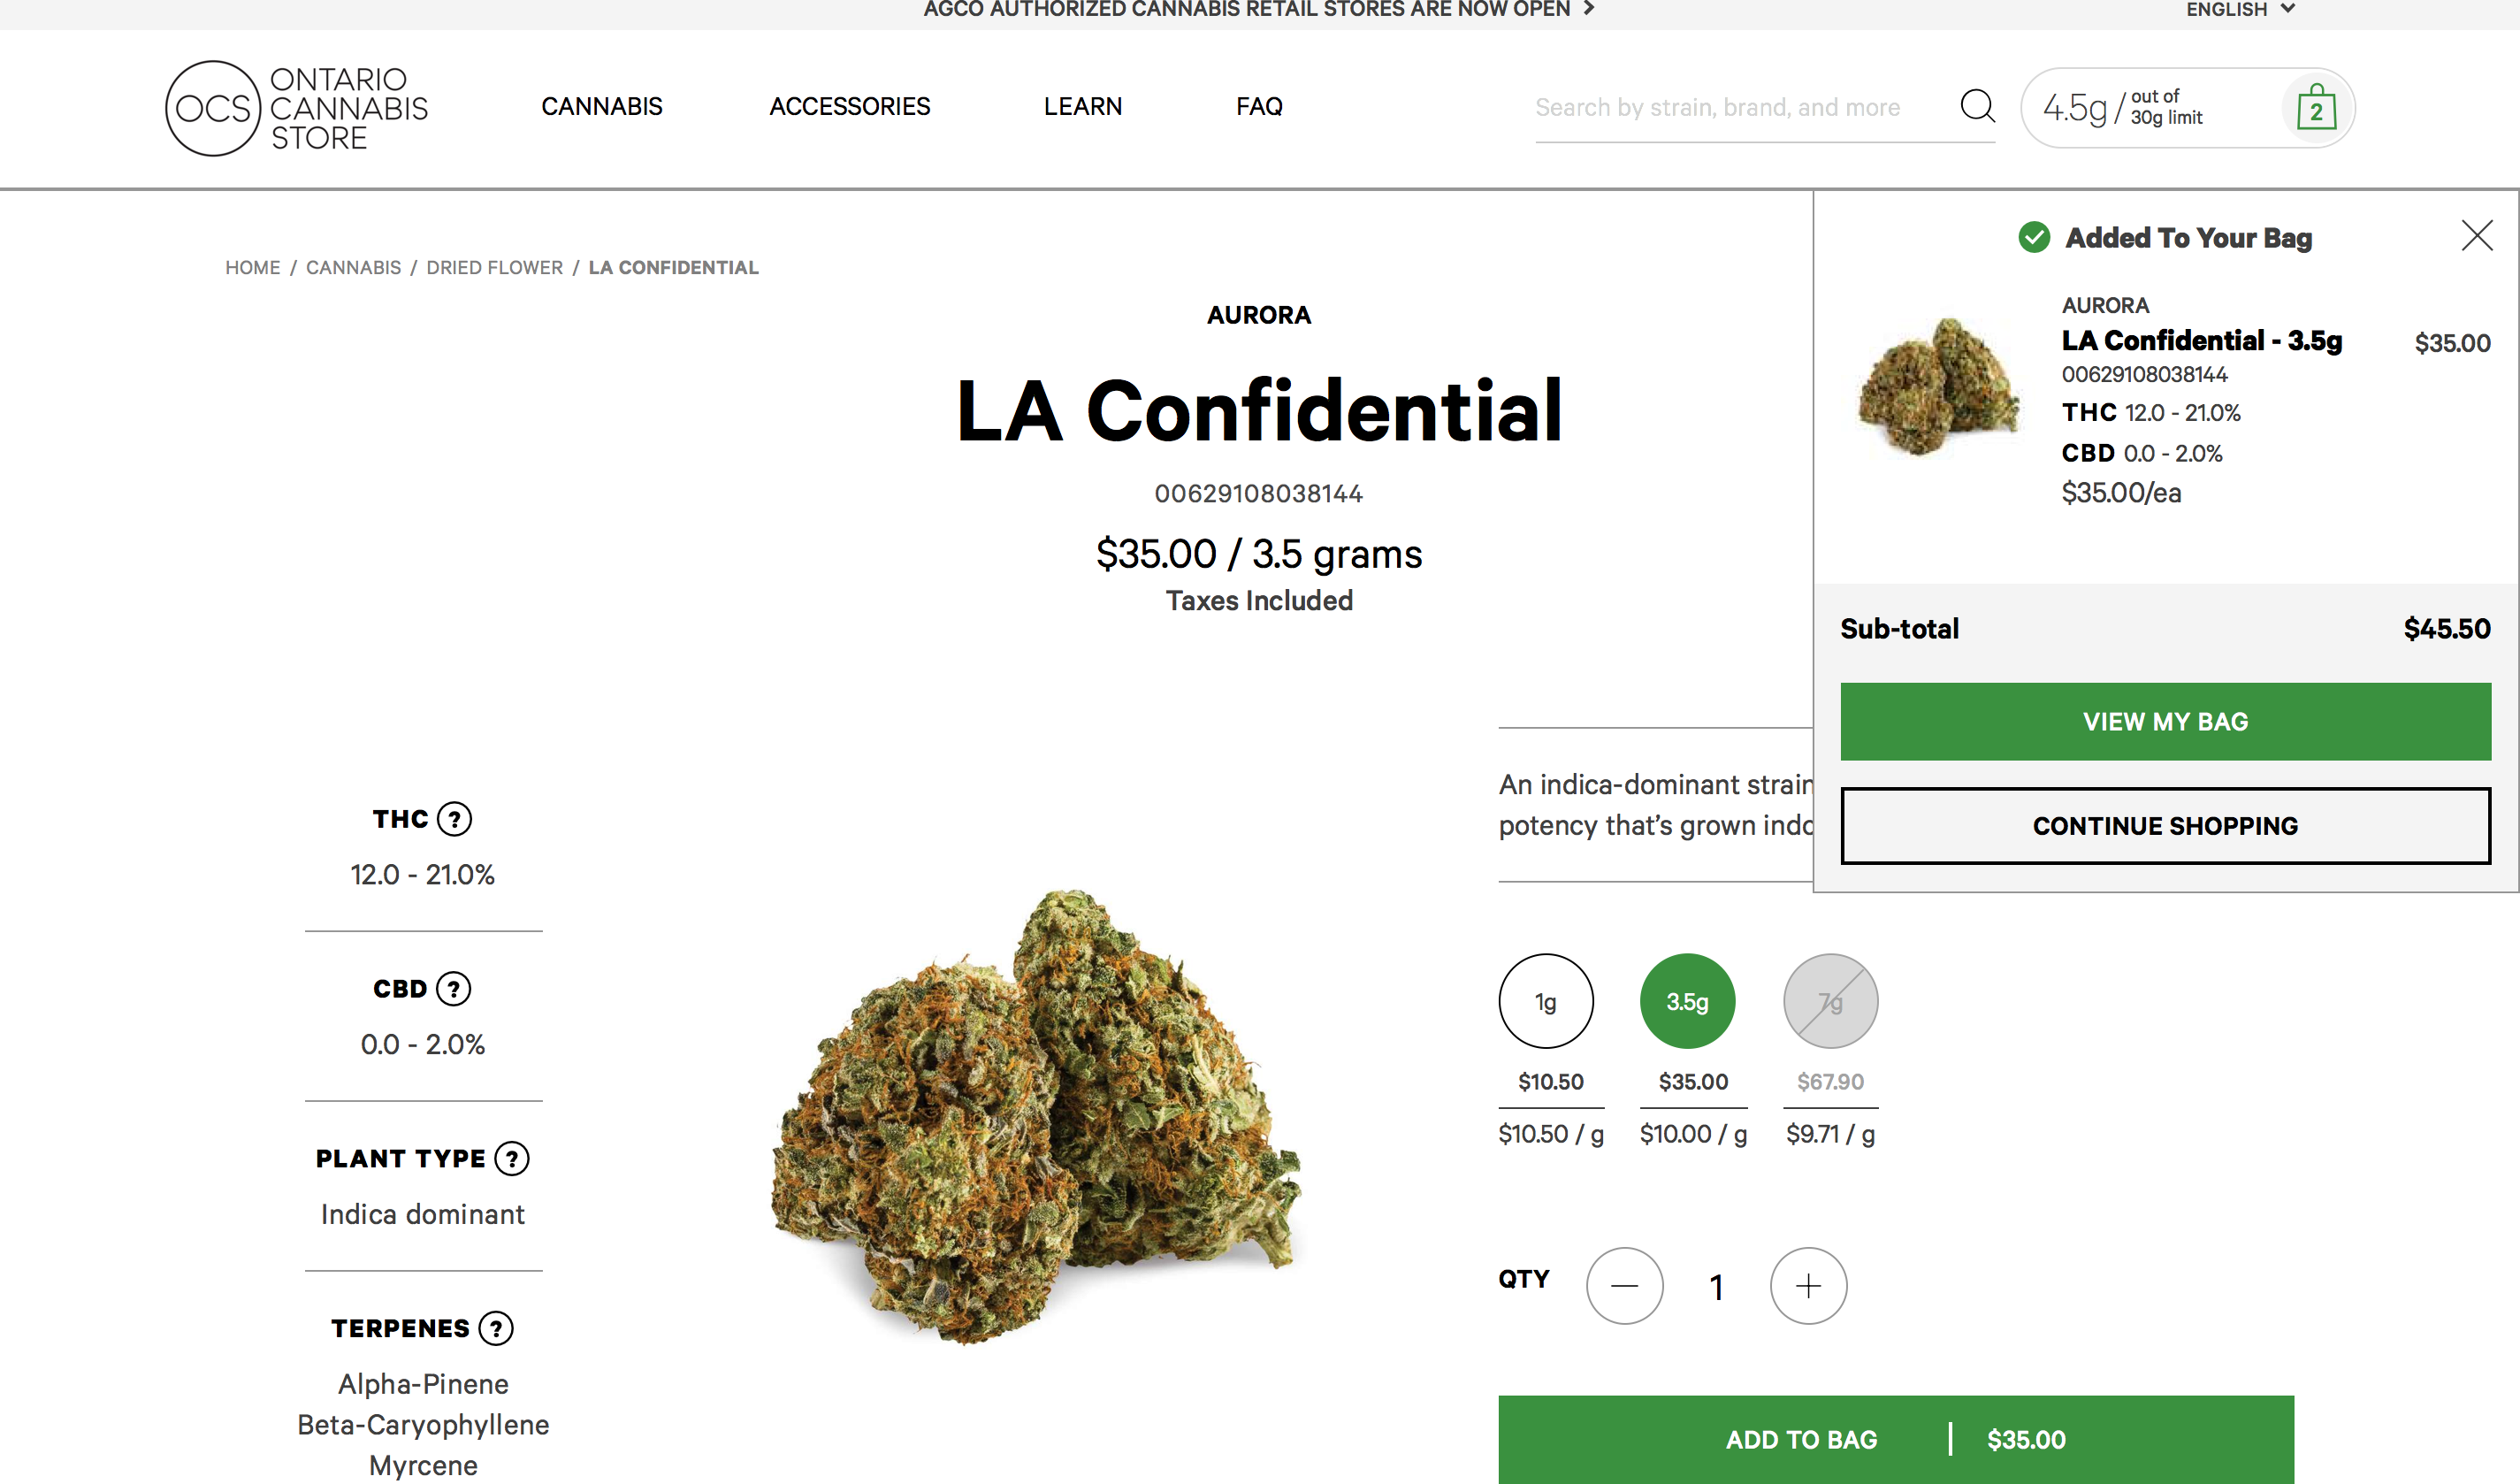 AGCO AUTHORIZED CANNABIS RETAIL STORES ARE NOW OPEN
ENGLISH
OCS
ONTARIO
CANNABIS
STORE
CANNABIS
ACCESSORIES
LEARN
FAQ
Search by strain, brand, and more
4.5g / out of
30g limit
2
HOME / CANNABIS / DRIED FLOWER / LA CONFIDENTIAL
AURORA
LA Confidential
00629108038144
$35.00 / 3.5 grams
Taxes Included
Added To Your Bag
AURORA
LA Confidential - 3.5g
$35.00
00629108038144
THC 12.0 - 21.0%
CBD 0.0 - 2.0%
$35.00/ea
Sub-total
$45.50
VIEW MY BAG
CONTINUE SHOPPING
THC ?
12.0 - 21.0%
CBD ?
0.0 - 2.0%
PLANT TYPE ?
Indica dominant
TERPENES ?
Alpha-Pinene
Beta-Caryophyllene
Myrcene
An indica-dominant strain
potency that's grown
1g
3.5g
7g
$10.50
$35.00
$67.90
$10.50 / g
$10.00 / g
$9.71 / g
QTY
1
ADD TO BAG | $35.00